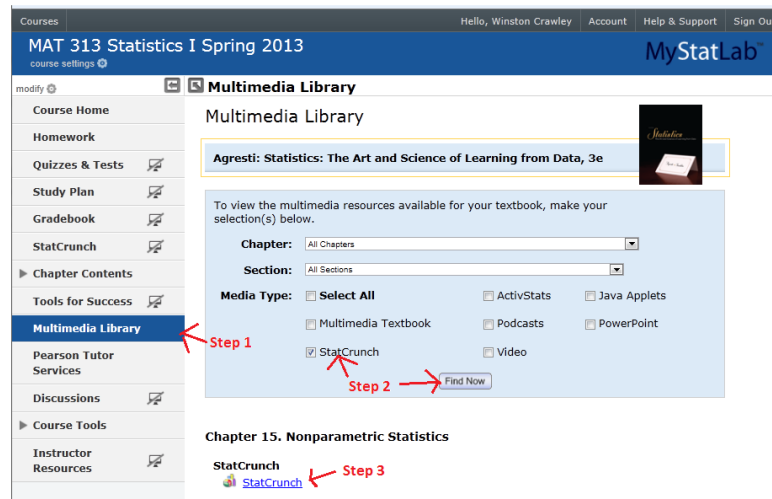 Courses
Hello, Winston Crawley Account Help & Support Sign Ou
MAT 313 Statistics I Spring 2013
course settings
MyStatLab
modify
Multimedia Library
Course Home
Homework
Quizzes & Tests
Study Plan
Gradebook
StatCrunch
Chapter Contents
Tools for Success
Multimedia Library
Pearson Tutor
Services
Discussions
Course Tools
Instructor
Resources
Multimedia Library
Statistics
Agresti: Statistics: The Art and Science of Learning from Data, 3e
To view the multimedia resources available for your textbook, make your
selection(s) below.
Chapter: All Chapters
Section: All Sections
Media Type: Select All ActivStats Java Applets
Multimedia Textbook Podcasts PowerPoint
StatCrunch Video
Find Now
Step 1
Step 2
Chapter 15. Nonparametric Statistics
StatCrunch
StatCrunch
Step 3